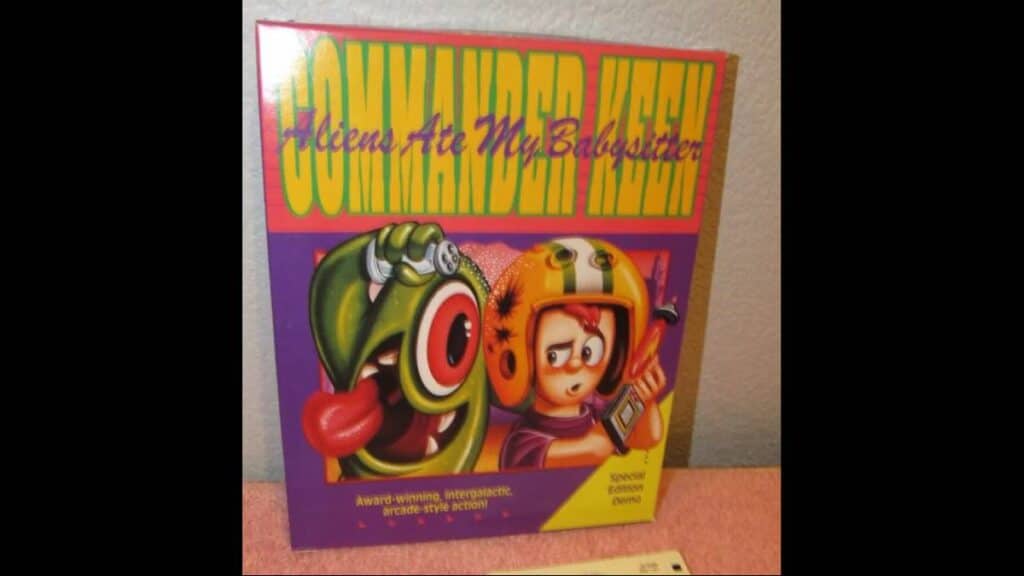 COMMANDER KEEN
Aliens Ate My Babysitter
Award-winning, intergalactic,
arcade-style action!
Special
Edition
Demo